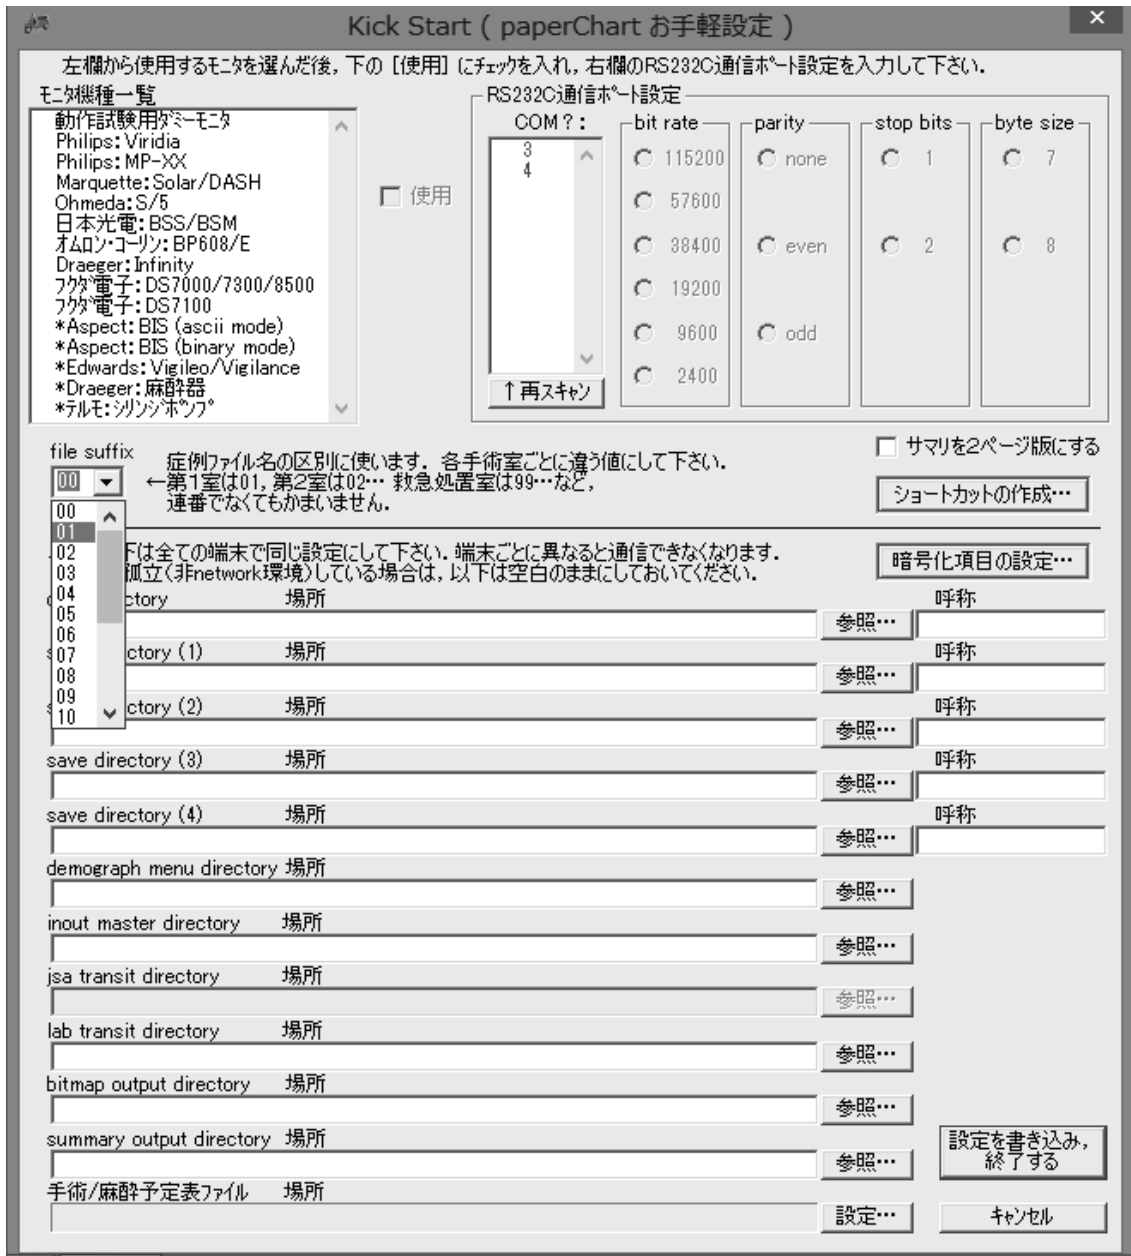 Kick Start ( paperChart お手軽設定 )
左欄から使用するモニタを選んだ後, 下の [使用] にチェックを入れ, 右欄のRS232C通信ポート設定を入力して下さい.
モニタ機種一覧
動作試験用ダミーモニタ
Philips: Viridia
Philips: MP-XX
Marquette: Solar/DASH
Ohmeda: S/5
日本光電: BSS/BSM
オムロン・コーリン: BP608/E
Draeger: Infinity
フクダ電子: DS7000/7300/8500
フクダ電子: DS7100
*Aspect: BIS (ascii mode)
*Aspect: BIS (binary mode)
*Edwards: Vigileo/Vigilance
*Draeger: 麻酔器
*テルモ: シリンジポンプ
使用
RS232C通信ポート設定
COM?:
3
4
↑再スキャン
bit rate
115200
57600
38400
19200
9600
2400
parity
none
even
odd
stop bits
1
2
byte size
7
8
file suffix
00
症例ファイル名の区別に使います. 各手術室ごとに違う値にして下さい.
←第1室は01, 第2室は02… 救急処置室は99…など,
連番でなくてもかまいません.
サマリを2ページ版にする
ショートカットの作成…
00
01
02
03
04
05
06
07
08
09
10
下は全ての端末で同じ設定にして下さい. 端末ごとに異なると通信できなくなります.
孤立(非network環境)している場合は, 以下は空白のままにしておいてください.
暗号化項目の設定…
ctory 場所 呼称
参照…
ctory (1) 場所 呼称
参照…
ctory (2) 場所 呼称
参照…
save directory (3) 場所 呼称
参照…
save directory (4) 場所 呼称
参照…
demograph menu directory 場所
参照…
inout master directory 場所
参照…
jsa transit directory 場所
参照…
lab transit directory 場所
参照…
bitmap output directory 場所
参照…
summary output directory 場所
参照…
手術/麻酔予定表ファイル 場所
設定…
設定を書き込み,
終了する
キャンセル